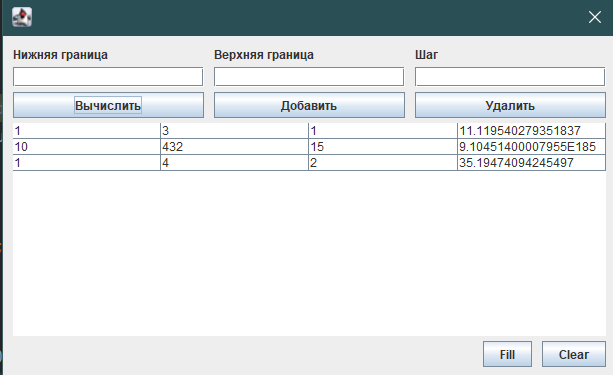 Нижняя граница Верхняя граница Шаг
Вычислить Добавить Удалить
1 3 1 11.119540279351837
10 432 15 9.10451400007955E185
1 4 2 35.19474094245497
Fill Clear